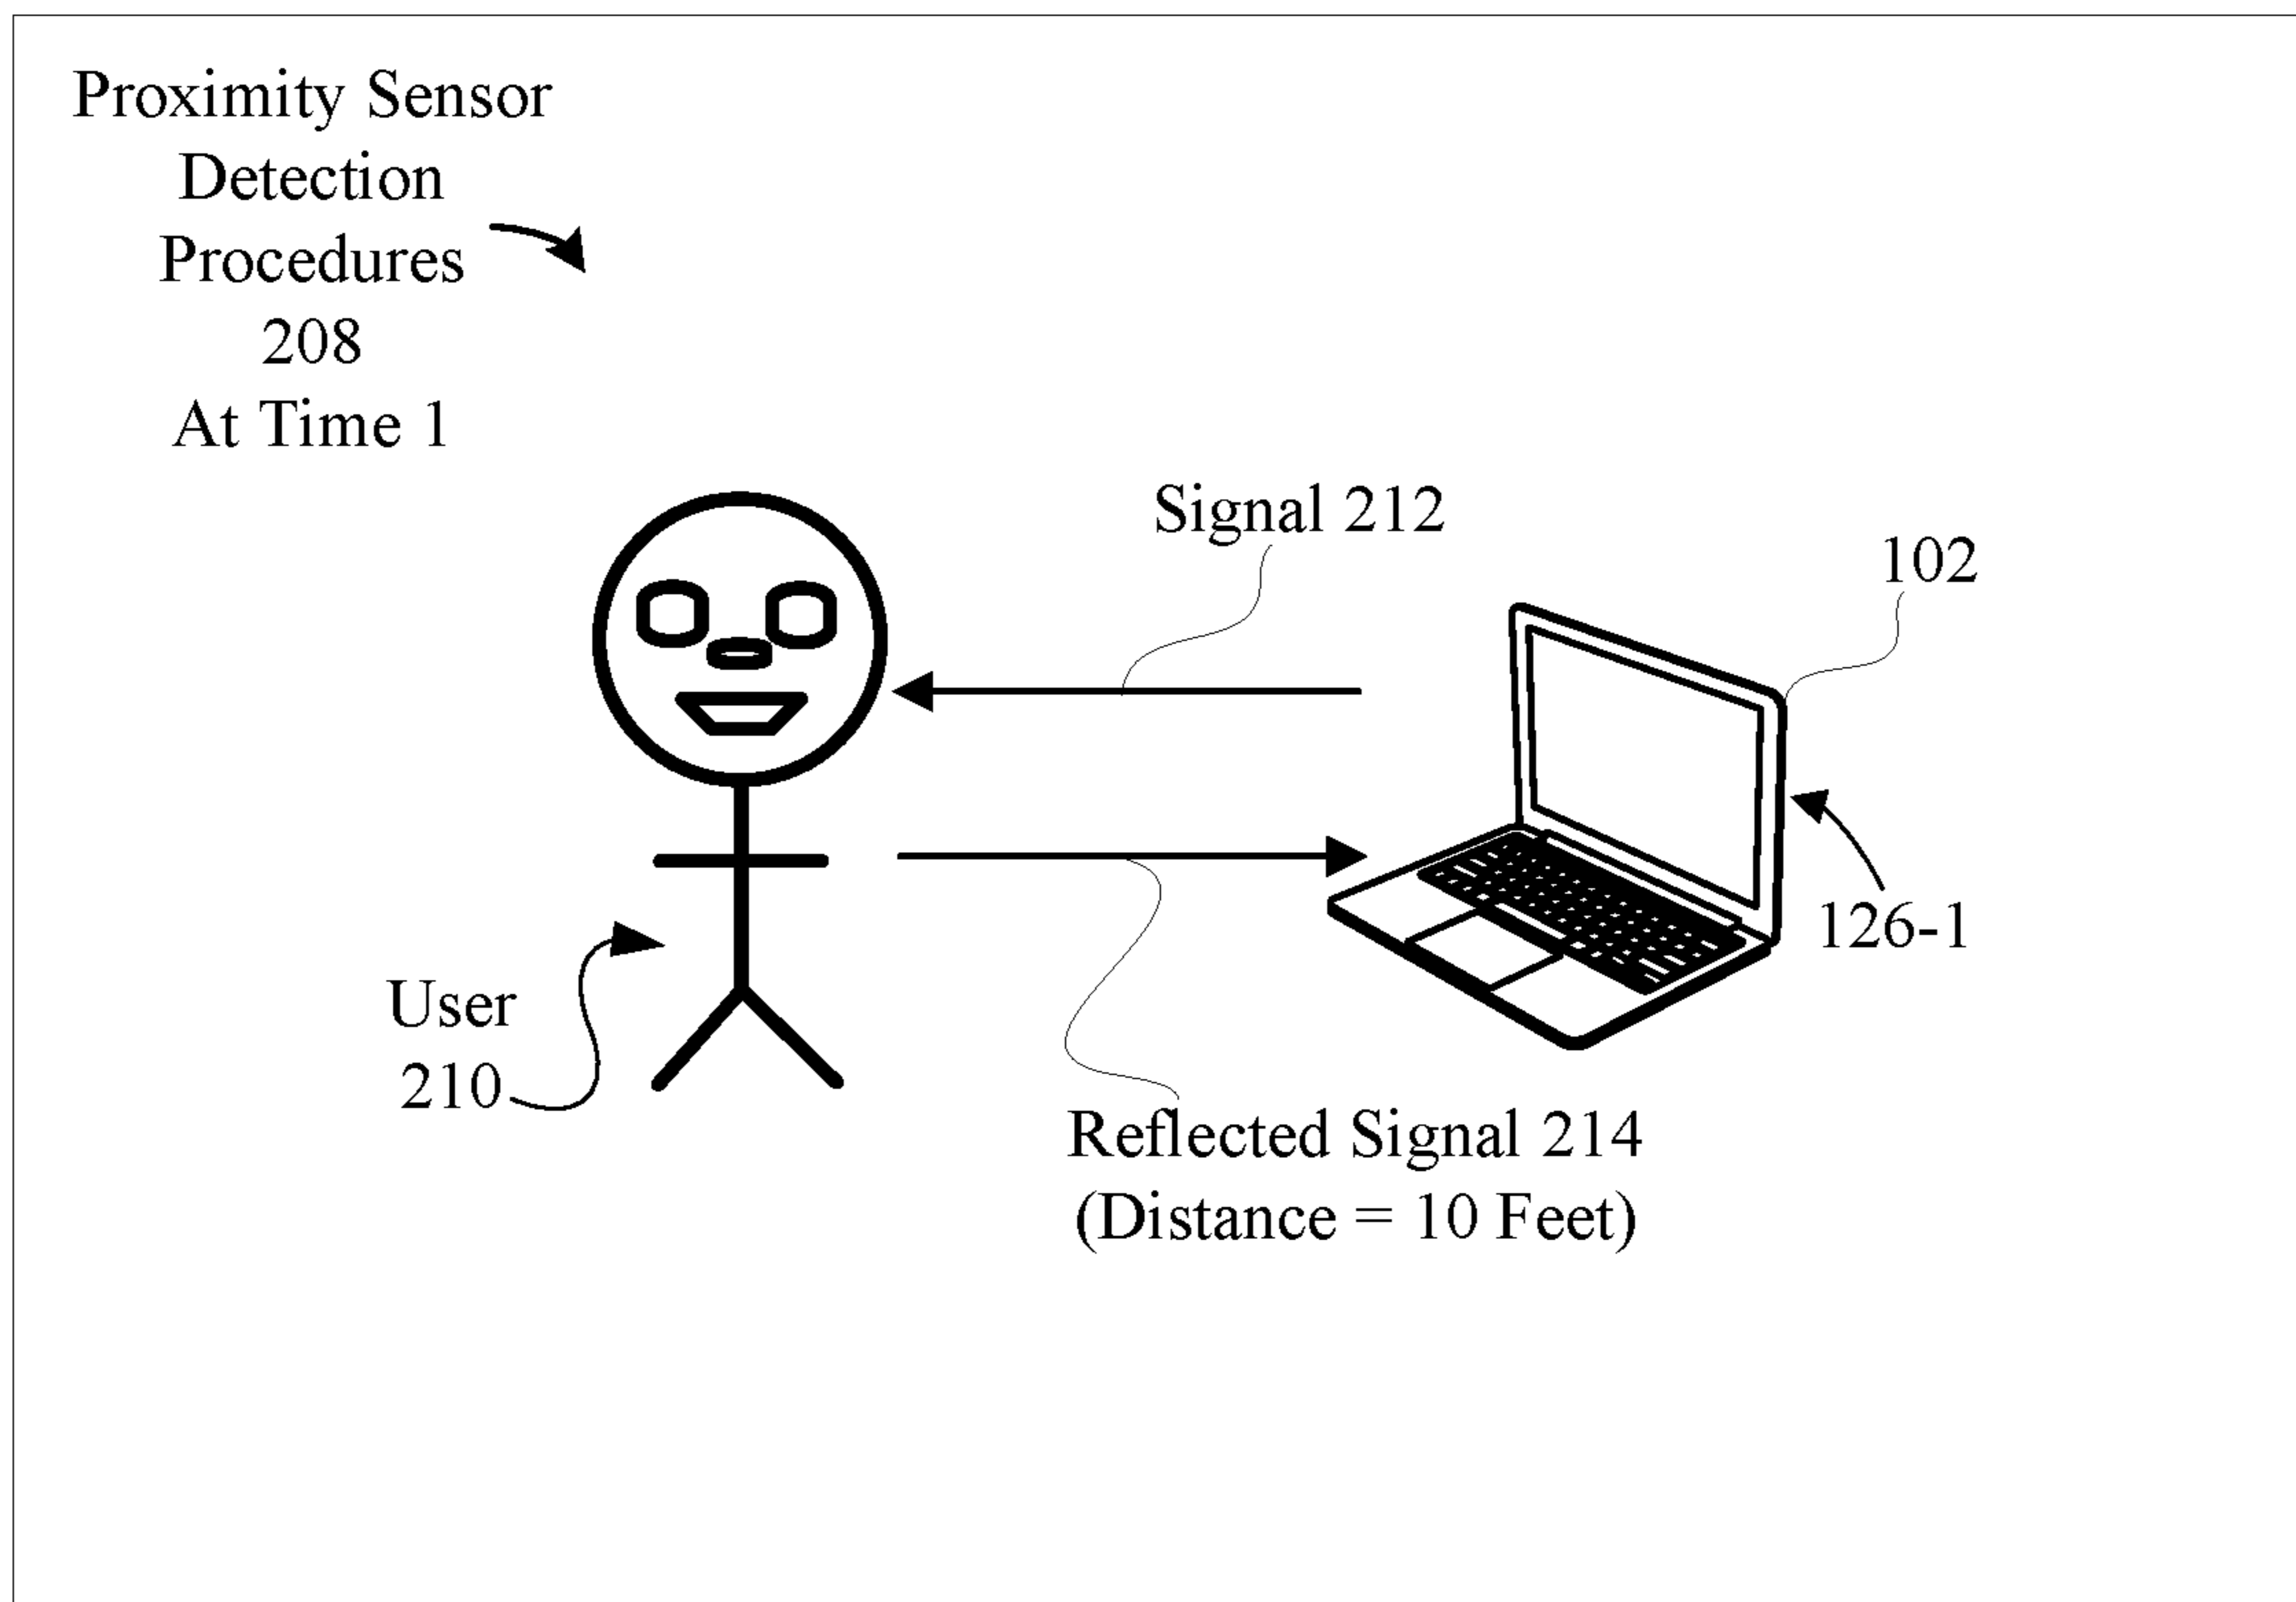 Proximity Sensor
Detection
Procedures
208
At Time 1
Signal 212
102
126-1
User
210
Reflected Signal 214
(Distance = 10 Feet)